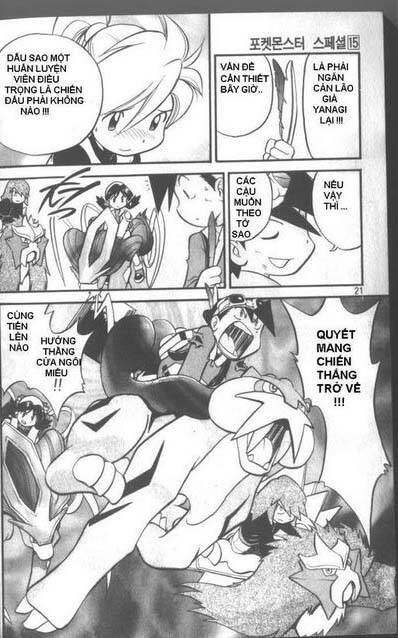 포켓몬스터 스페셜 15
DẪU SAO MỘT
HUẤN LUYỆN
VIÊN ĐIỀU
TRỌNG LÀ CHIẾN
ĐẤU PHẢI KHÔNG
NÀO !!!
VẤN ĐỀ
CẦN THIẾT
BÂY GIỜ..
LÀ PHẢI
NGĂN
CẢN LÃO
GIÀ
YANAGI
LẠI !!!
CÁC
CẬU
MUỐN
THEO
TỚ
SAO
NẾU
VẬY
THÌ ...
21
CÙNG
TIẾN
LÊN
NÀO
HƯỚNG
THẲNG
CỬA NGÔI
MIẾU
!!
QUYẾT
MANG
CHIẾN
THẮNG
TRỞ VỀ
!!!